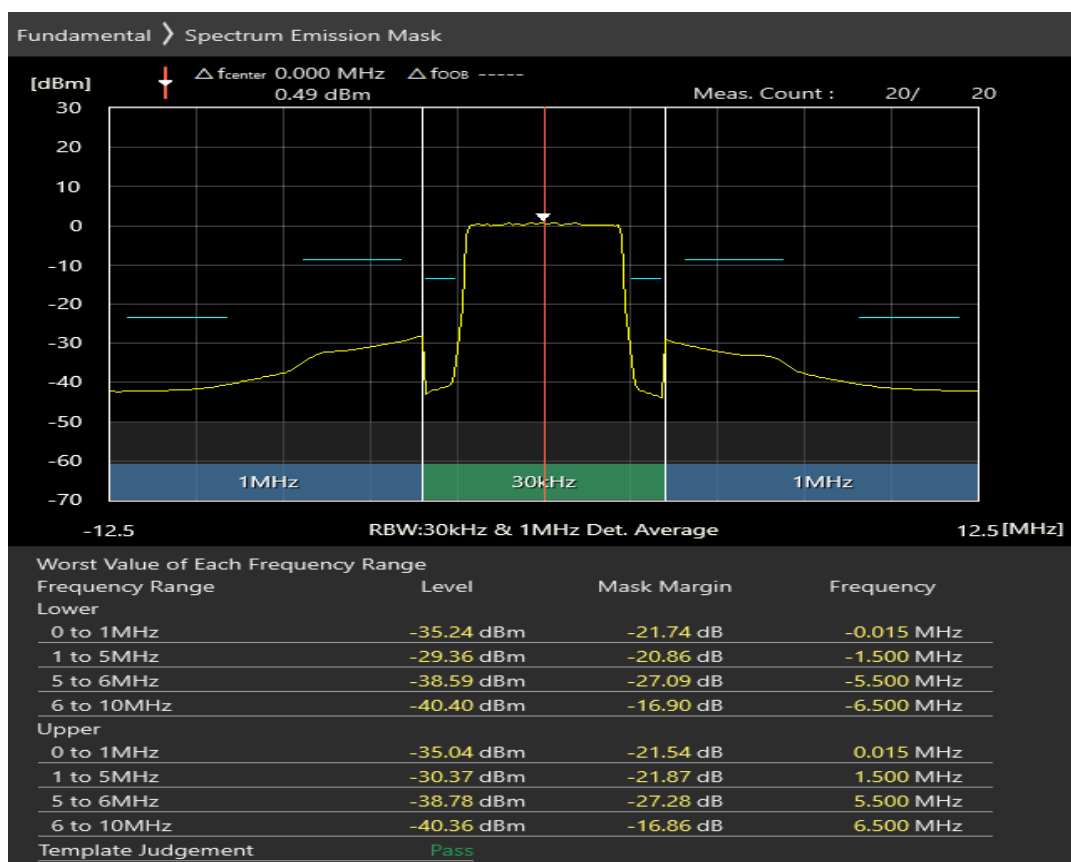 Fundamental ❯ Spectrum Emission Mask
[dBm] △ fcenter 0.000 MHz △ fOOB -----
0.49 dBm Meas. Count : 20/ 20
30
20
10
0
-10
-20
-30
-40
-50
-60
-70
1MHz 30kHz 1MHz
-12.5 RBW:30kHz & 1MHz Det. Average 12.5 [MHz]
Worst Value of Each Frequency Range
Frequency Range Level Mask Margin Frequency
Lower
0 to 1MHz -35.24 dBm -21.74 dB -0.015 MHz
1 to 5MHz -29.36 dBm -20.86 dB -1.500 MHz
5 to 6MHz -38.59 dBm -27.09 dB -5.500 MHz
6 to 10MHz -40.40 dBm -16.90 dB -6.500 MHz
Upper
0 to 1MHz -35.04 dBm -21.54 dB 0.015 MHz
1 to 5MHz -30.37 dBm -21.87 dB 1.500 MHz
5 to 6MHz -38.78 dBm -27.28 dB 5.500 MHz
6 to 10MHz -40.36 dBm -16.86 dB 6.500 MHz
Template Judgement Pass